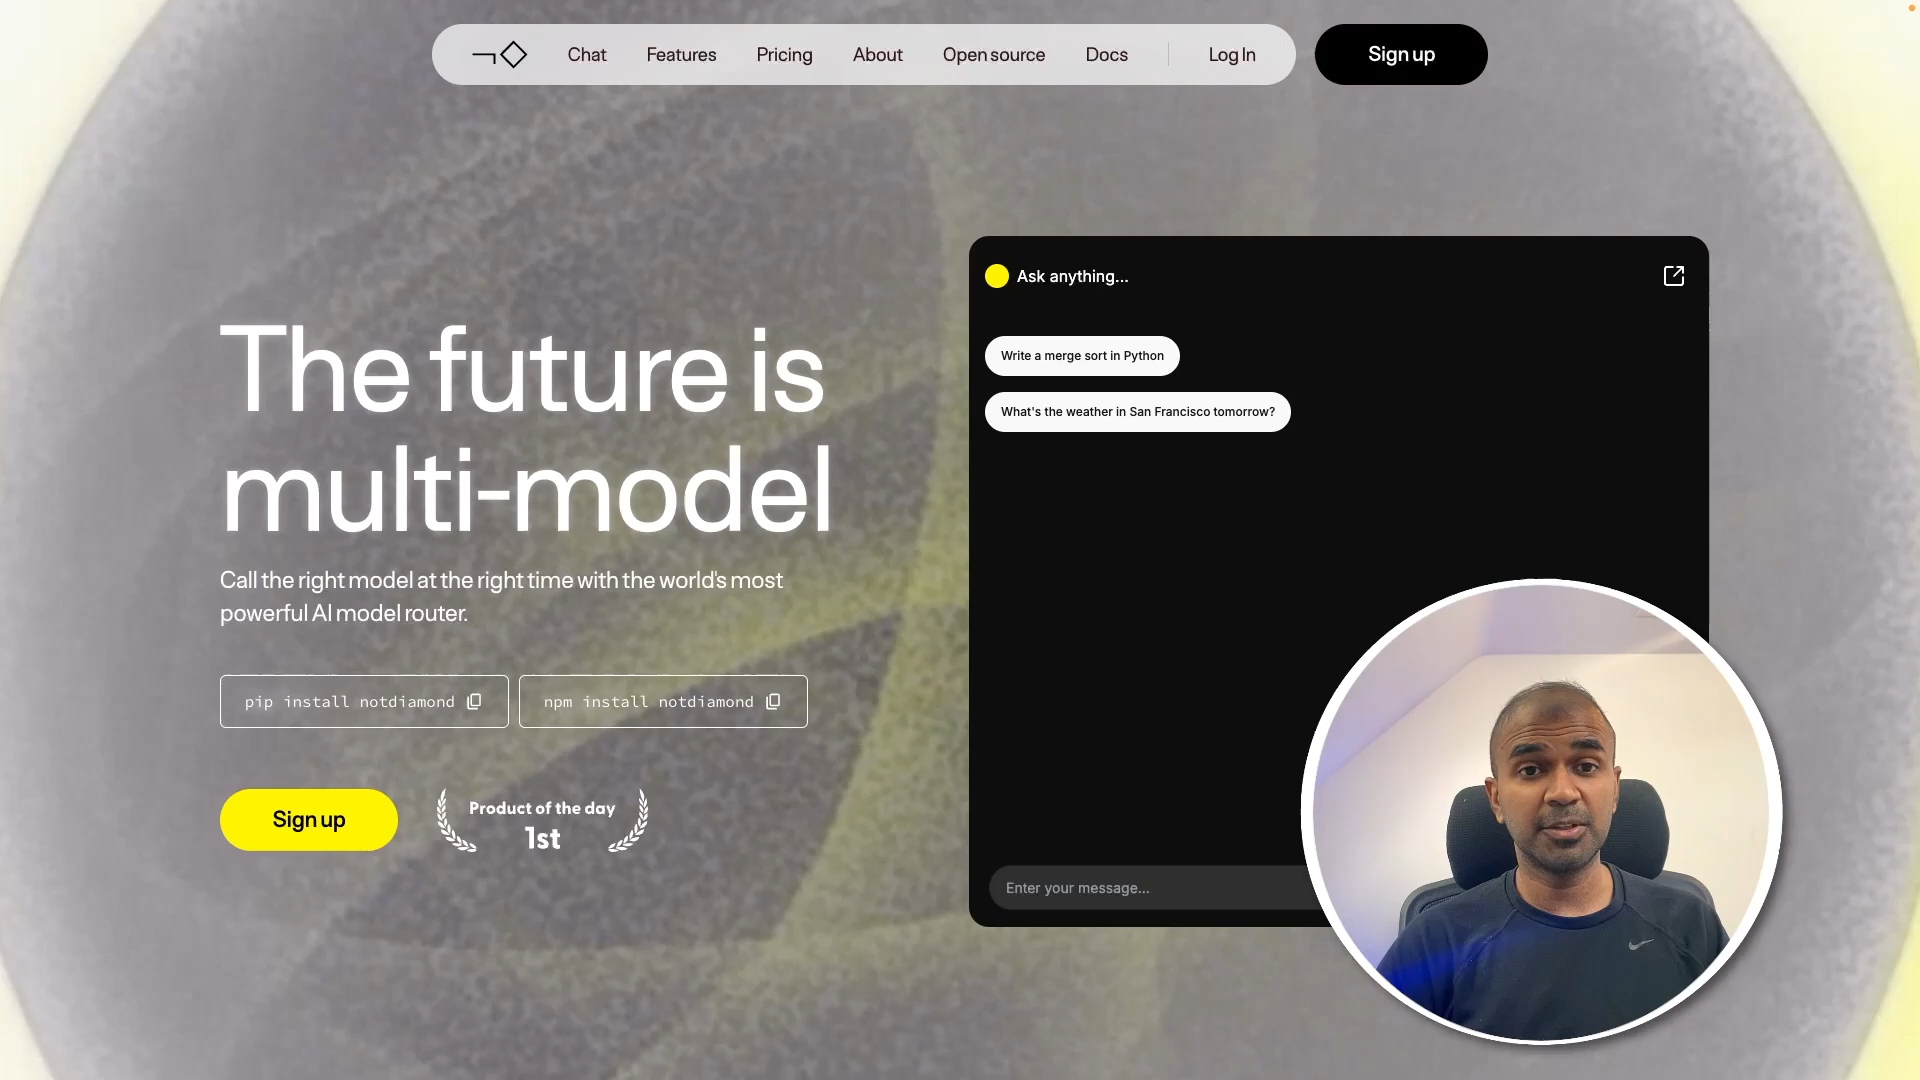 Chat
Features
Pricing
About
Open source
Docs
Log In
Sign up
The future is
multi-model
Call the right model at the right time with the world's most
powerful AI model router.
pip install notdiamond
npm install notdiamond
Sign up
Product of the day
1st
Ask anything...
Write a merge sort in Python
What's the weather in San Francisco tomorrow?
Enter your message...